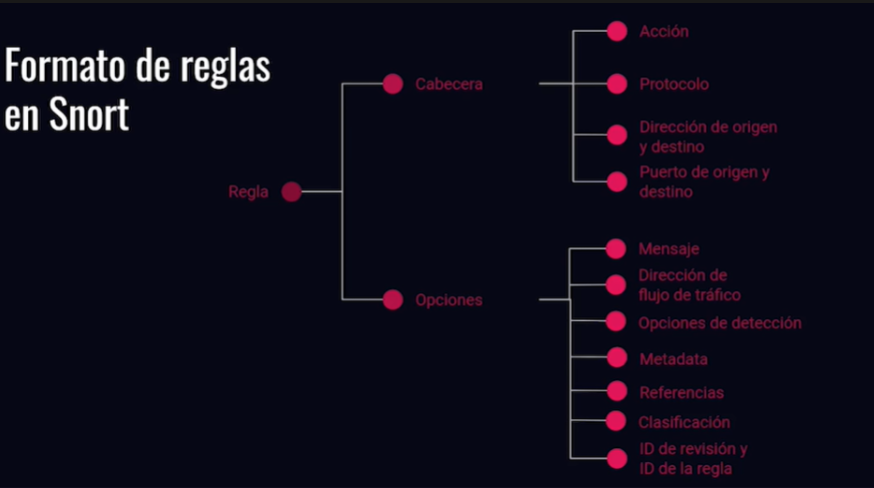 Formato de reglas
en Snort
Regla
Cabecera
Acción
Protocolo
Dirección de origen
y destino
Puerto de origen y
destino
Opciones
Mensaje
Dirección de
flujo de tráfico
Opciones de detección
Metadata
Referencias
Clasificación
ID de revisión y
ID de la regla